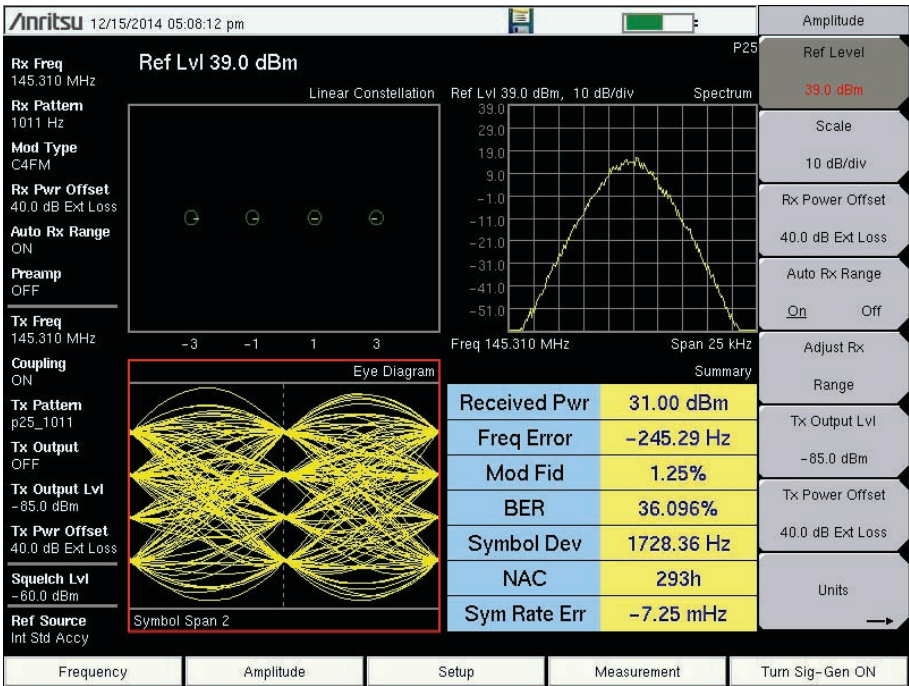 /Inritsu 12/15/2014 05:08:12 pm
Rx Freq
145.310 MHz
Rx Pattern
1011 Hz
Mod Type
C4FM
Rx Pwr Offset
40.0 dB Ext Loss
Auto Rx Range
ON
Preamp
OFF
Tx Freq
145.310 MHz
Coupling
ON
Tx Pattern
p25_1011
Tx Output
OFF
Tx Output Lvl
-85.0 dBm
Tx Pwr Offset
40.0 dB Ext Loss
Squelch Lvl
-60.0 dBm
Ref Source
Int Std Accy
Ref Lvl 39.0 dBm
P25
Linear Constellation
-3 -1 1 3
Ref Lvl 39.0 dBm, 10 dB/div Spectrum
39.0
29.0
19.0
9.0
-1.0
-11.0
-21.0
-31.0
-41.0
-51.0
Freq 145.310 MHz Span 25 kHz
Eye Diagram
Symbol Span 2
Summary
Received Pwr 31.00 dBm
Freq Error -245.29 Hz
Mod Fid 1.25%
BER 36.096%
Symbol Dev 1728.36 Hz
NAC 293h
Sym Rate Err -7.25 mHz
Amplitude
Ref Level
39.0 dBm
Scale
10 dB/div
Rx Power Offset
40.0 dB Ext Loss
Auto Rx Range
On Off
Adjust Rx
Range
Tx Output Lvl
-85.0 dBm
Tx Power Offset
40.0 dB Ext Loss
Units
Frequency Amplitude Setup Measurement Turn Sig-Gen ON